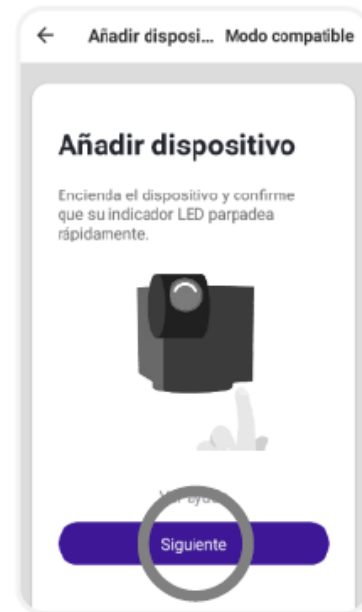 Añadir disposi... Modo compatible
Añadir dispositivo
Encienda el dispositivo y confirme
que su indicador LED parpadea
rápidamente.
Siguiente